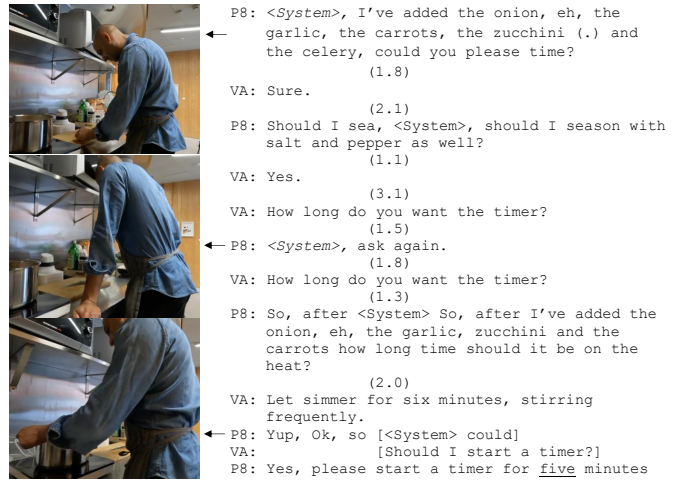 P8: <System>, I've added the onion, eh, the
garlic, the carrots, the zucchini (.) and
the celery, could you please time?
(1.8)
VA: Sure.
(2.1)
P8: Should I sea, <System>, should I season with
salt and pepper as well?
(1.1)
VA: Yes.
(3.1)
VA: How long do you want the timer?
(1.5)
P8: <System>, ask again.
(1.8)
VA: How long do you want the timer?
(1.3)
P8: So, after <System> So, after I've added the
onion, eh, the garlic, zucchini and the
carrots how long time should it be on the
heat?
(2.0)
VA: Let simmer for six minutes, stirring
frequently.
P8: Yup, Ok, so [<System> could]
VA: [Should I start a timer?]
P8: Yes, please start a timer for five minutes